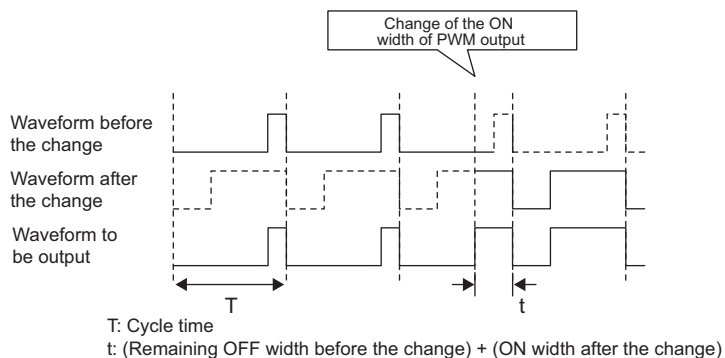 Change of the ON
width of PWM output
Waveform before
the change
Waveform after
the change
Waveform to
be output
T
t
T: Cycle time
t: (Remaining OFF width before the change) + (ON width after the change)